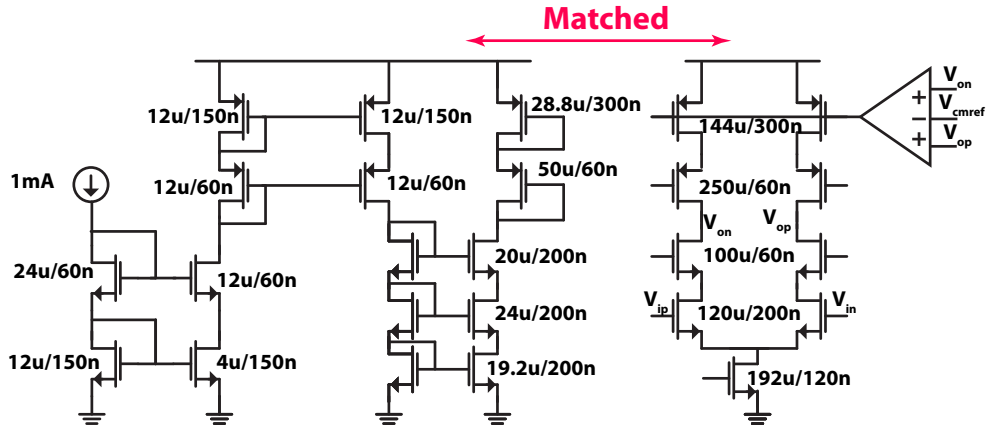 Matched
12u/150n
12u/150n
28.8u/300n
144u/300n
+
−
+
V_on
V_cmref
V_op
1mA
12u/60n
12u/60n
50u/60n
250u/60n
V_on
V_op
24u/60n
12u/60n
20u/200n
100u/60n
24u/200n
V_ip
120u/200n
V_in
12u/150n
4u/150n
19.2u/200n
192u/120n